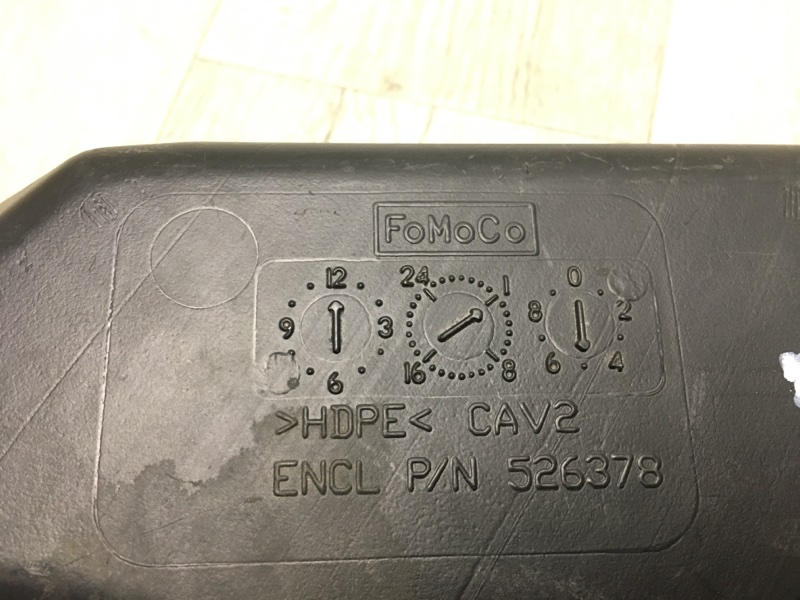 FoMoCo
12 24 1 0
9 3 8 2
6 16 8 6 4
>HDPE< CAV2
ENCL P/N 526378